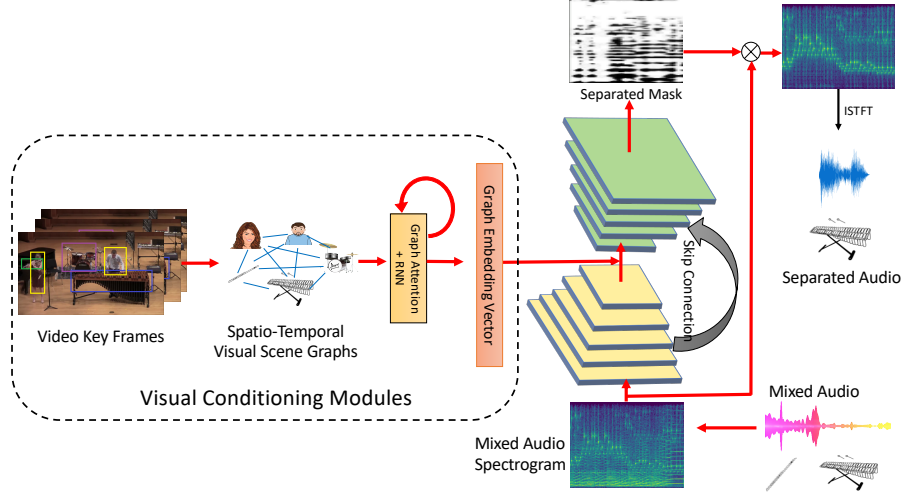 Separated Mask
ISTFT
Separated Audio
Skip Connection
Graph Embedding Vector
Graph Attention
+ RNN
Video Key Frames
Spatio-Temporal
Visual Scene Graphs
Visual Conditioning Modules
Mixed Audio
Mixed Audio
Spectrogram